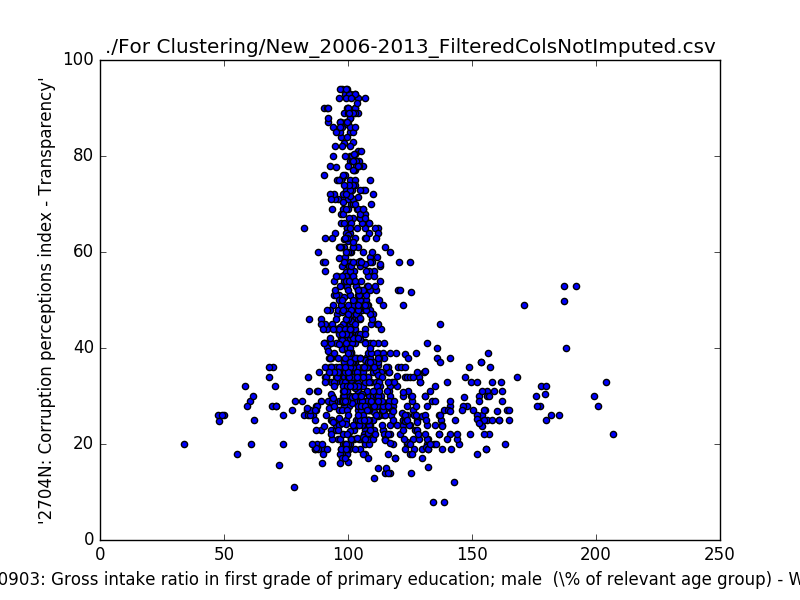 ./For Clustering/New_2006-2013_FilteredColsNotImputed.csv
'2704N: Corruption perceptions index - Transparency'
100
80
60
40
20
0
0 50 100 150 200 250
0903: Gross intake ratio in first grade of primary education; male (\% of relevant age group) - W